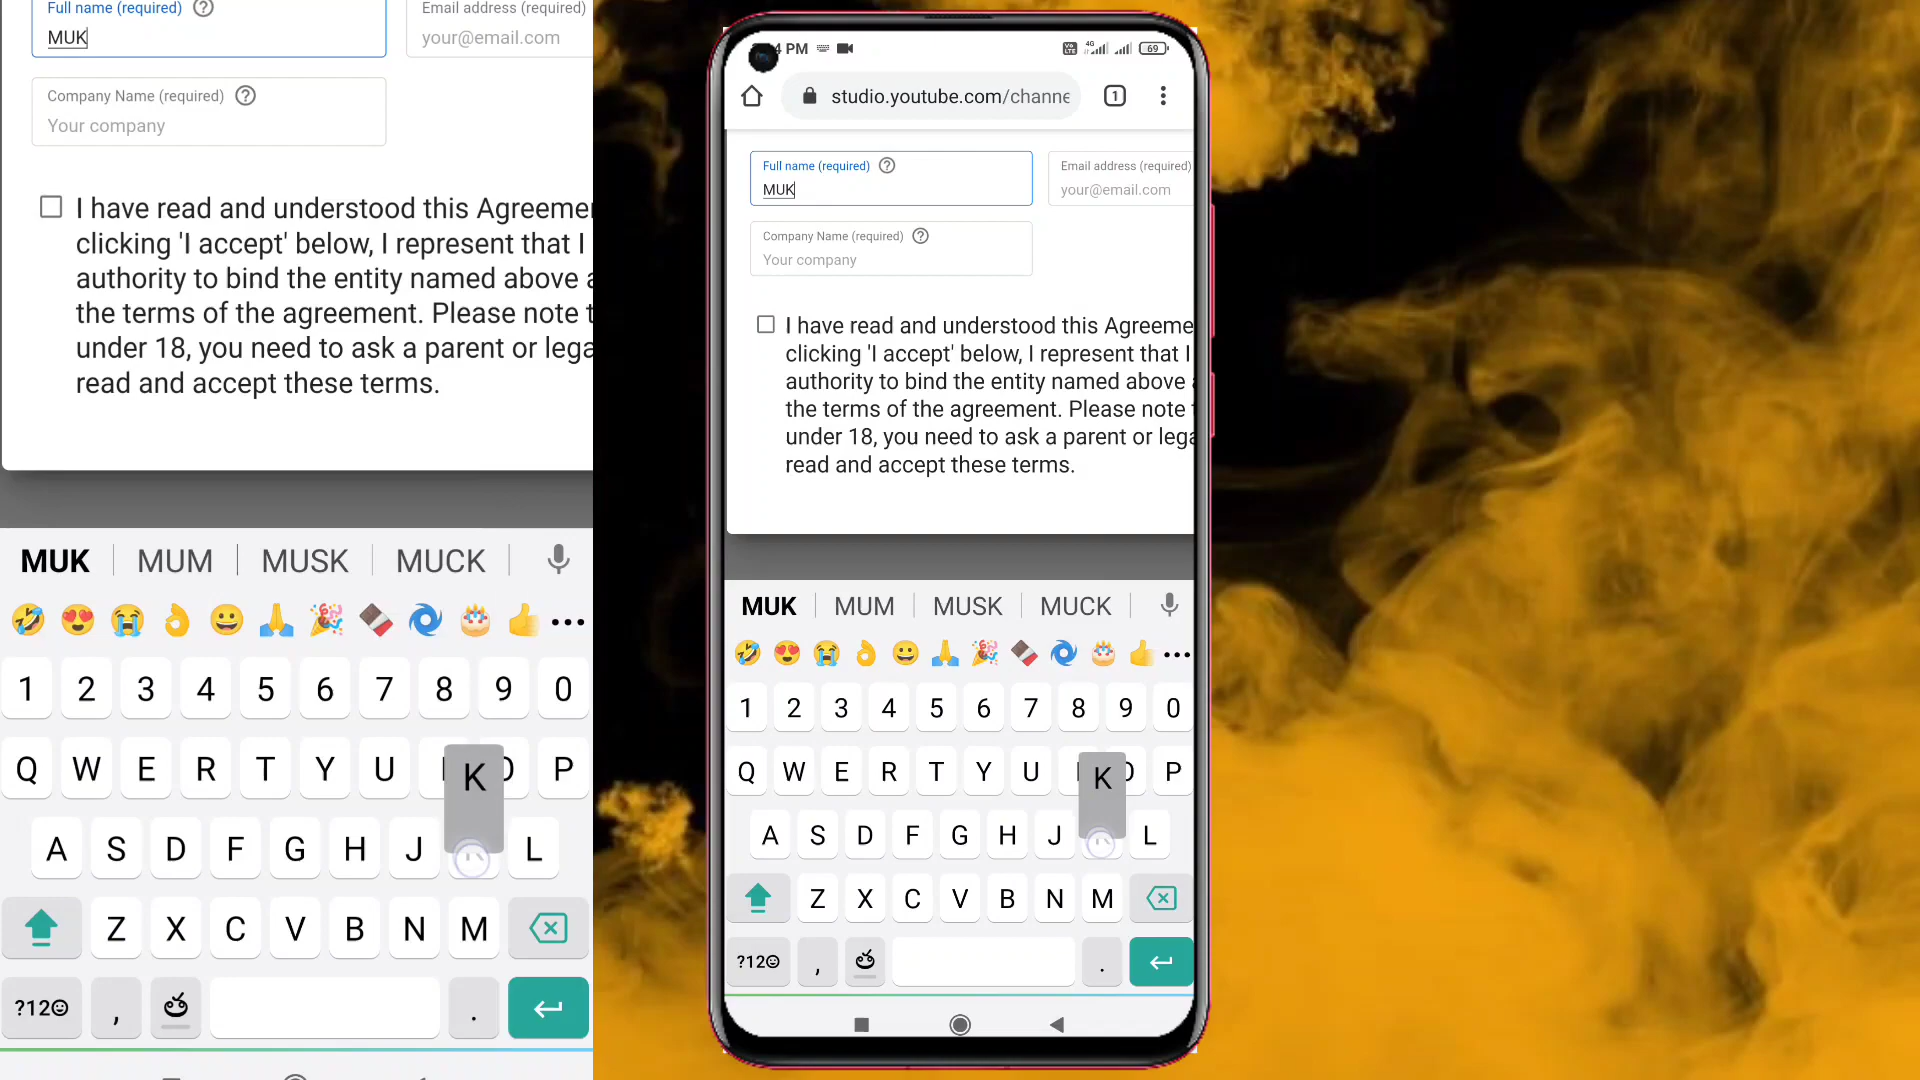 Full name (required)
MUK
Email address (required)
your@email.com
Company Name (required)
Your company
I have read and understood this Agreeme
clicking 'I accept' below, I represent that I
authority to bind the entity named above
the terms of the agreement. Please note
under 18, you need to ask a parent or lega
read and accept these terms.
MUK MUM MUSK MUCK
1 2 3 4 5 6 7 8 9 0
Q W E R T Y U P
K
A S D F G H J L
Z X C V B N M
?12☺ , త .
4 PM
Vo LTE 4G 69
studio.youtube.com/channe
1
Full name (required)
MUK
Email address (required)
your@email.com
Company Name (required)
Your company
I have read and understood this Agreeme
clicking 'I accept' below, I represent that I
authority to bind the entity named above
the terms of the agreement. Please note
under 18, you need to ask a parent or lega
read and accept these terms.
MUK MUM MUSK MUCK
1 2 3 4 5 6 7 8 9 0
Q W E R T Y U P
K
A S D F G H J L
Z X C V B N M
?12☺ , త .